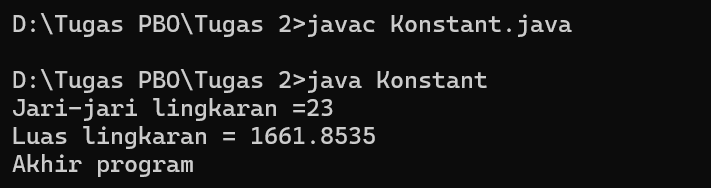 D:\Tugas PBO\Tugas 2>javac Konstant.java
D:\Tugas PBO\Tugas 2>java Konstant
Jari-jari lingkaran =23
Luas lingkaran = 1661.8535
Akhir program